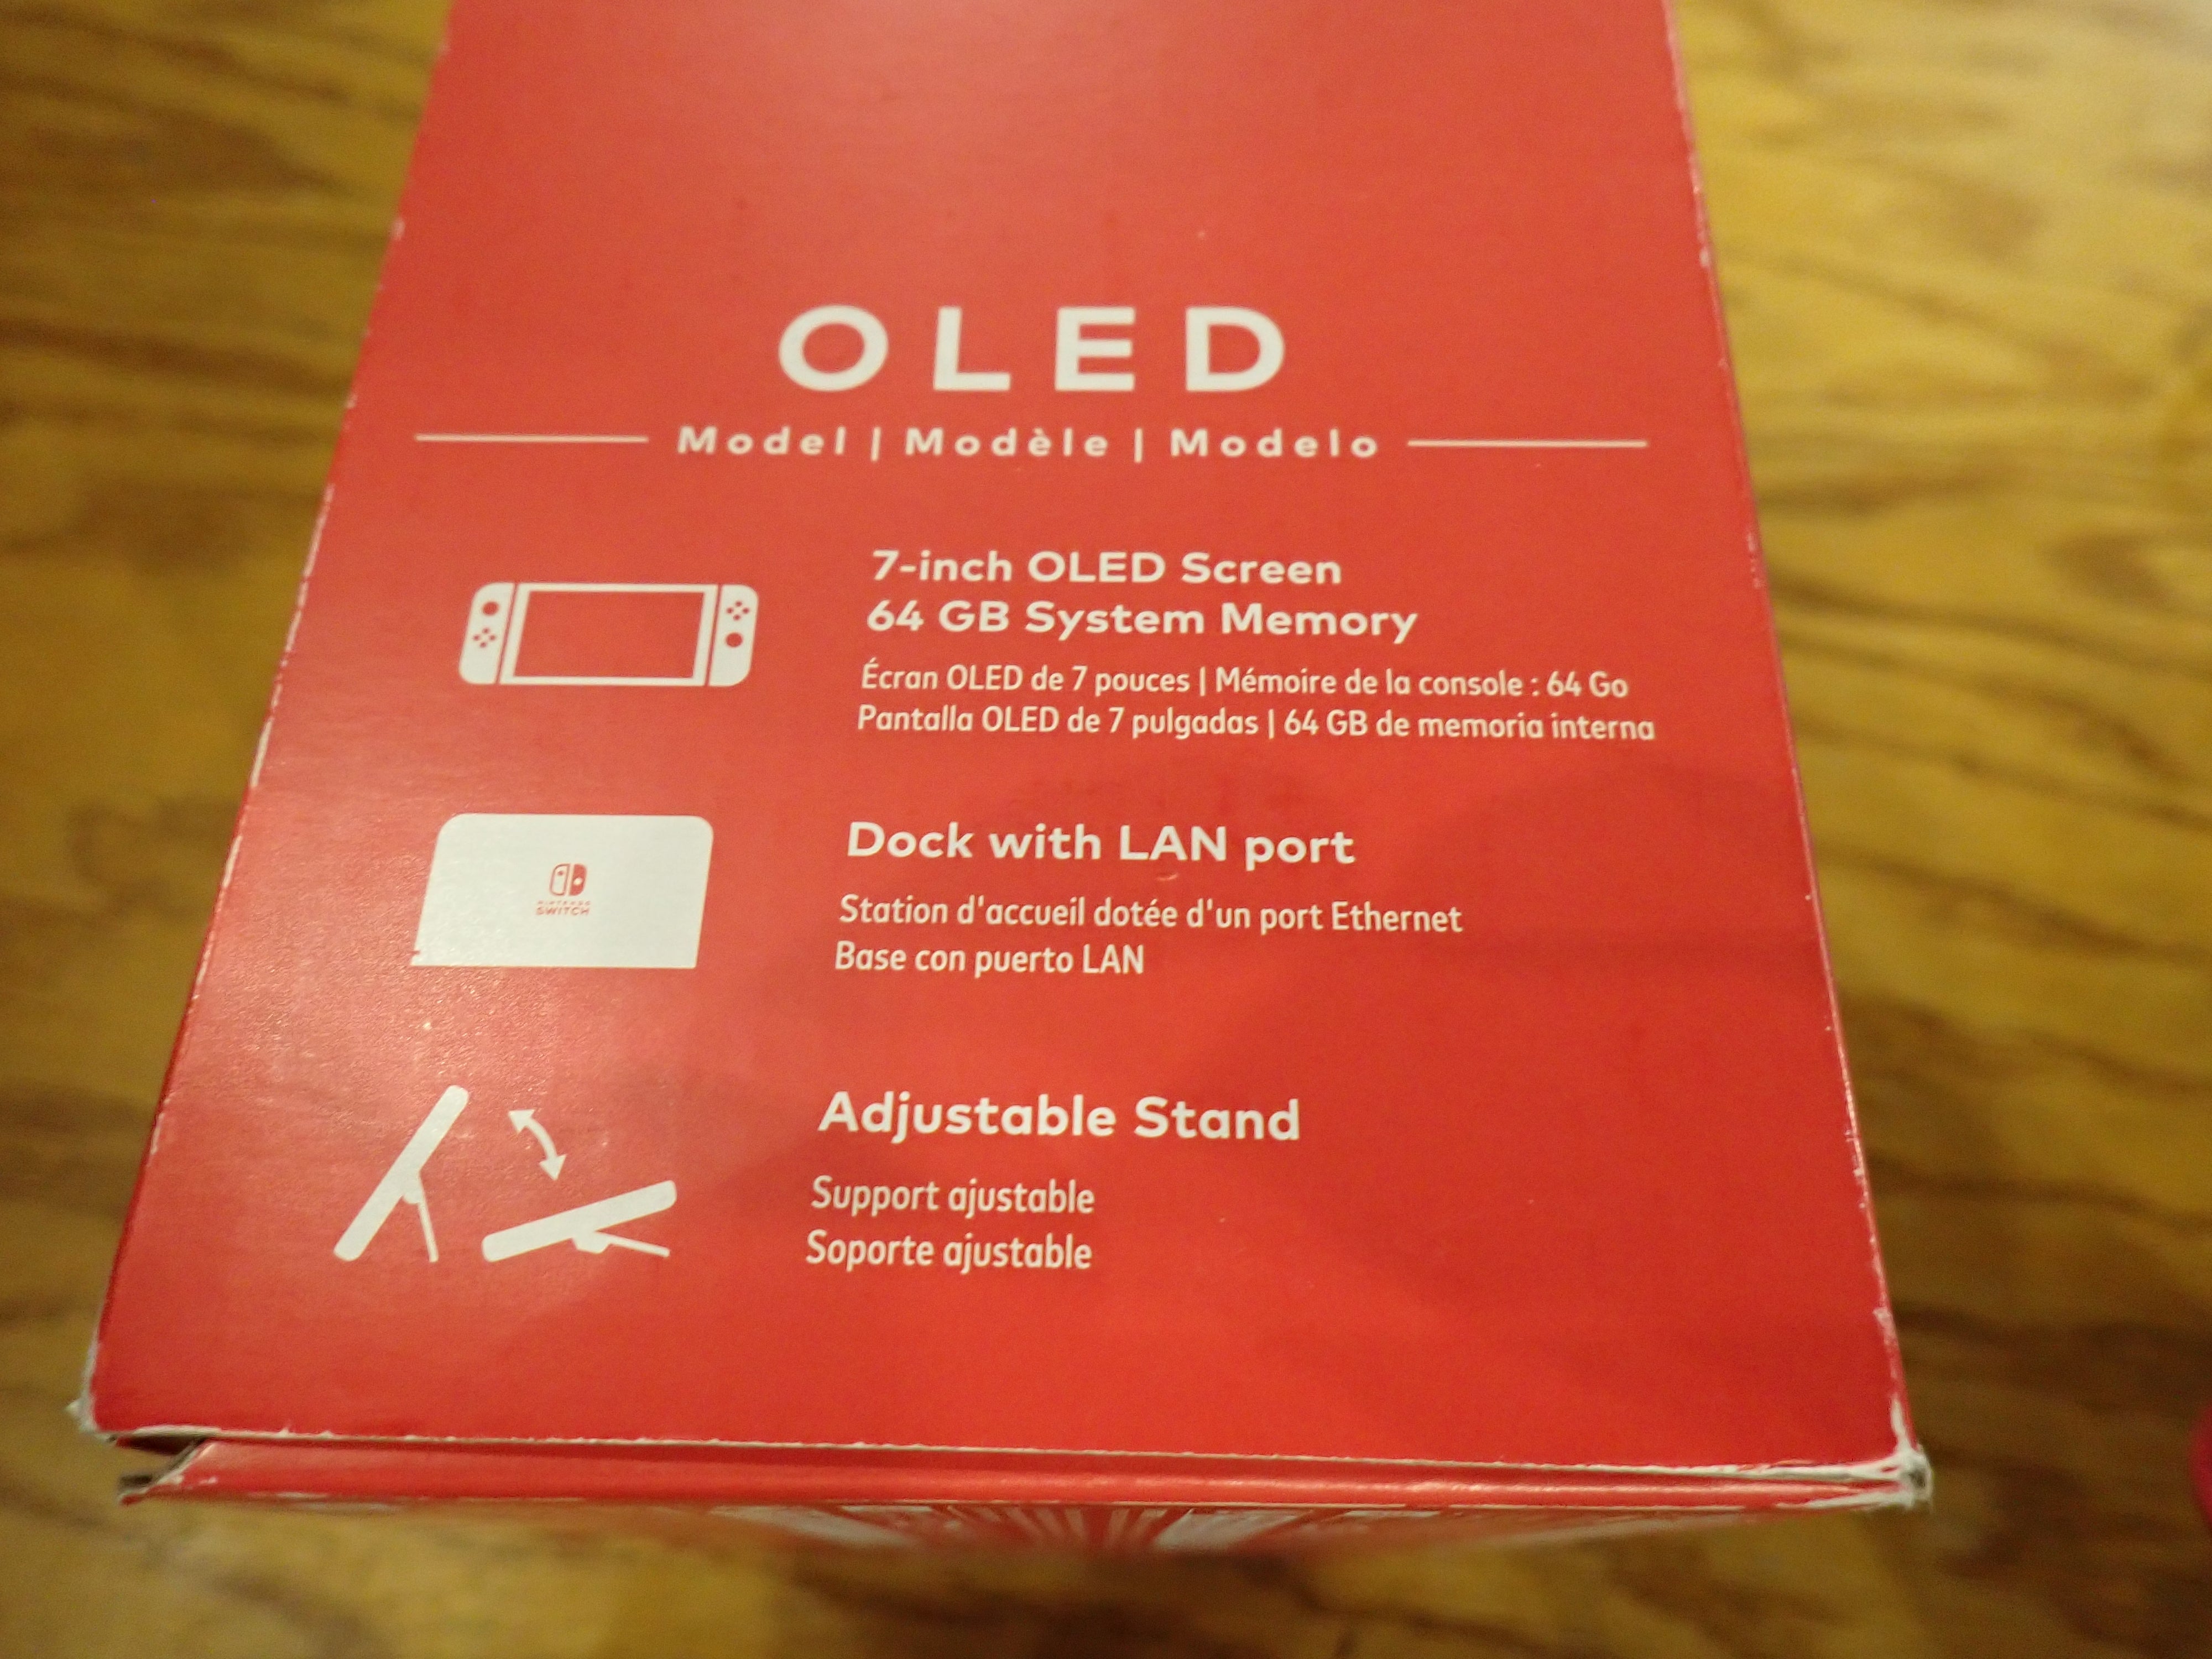 OLED
Model | Modèle | Modelo
7-inch OLED Screen
64 GB System Memory
Écran OLED de 7 pouces | Mémoire de la console : 64 Go
Pantalla OLED de 7 pulgadas | 64 GB de memoria interna
NINTENDO
SWITCH
Dock with LAN port
Station d'accueil dotée d'un port Ethernet
Base con puerto LAN
Adjustable Stand
Support ajustable
Soporte ajustable